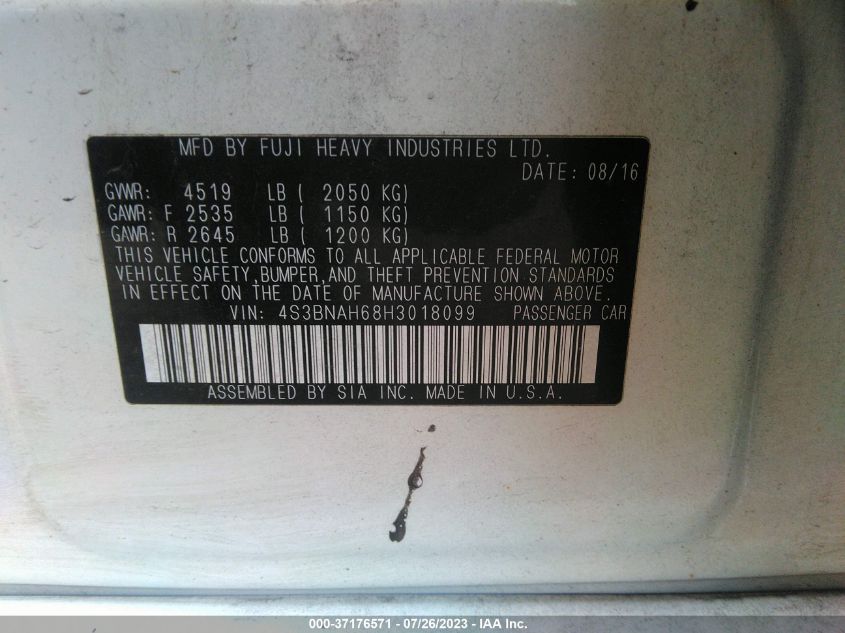 MFD BY FUJI HEAVY INDUSTRIES LTD.
DATE: 08/16
GVWR: 4519 LB ( 2050 KG)
GAWR: F 2535 LB ( 1150 KG)
GAWR: R 2645 LB ( 1200 KG)
THIS VEHICLE CONFORMS TO ALL APPLICABLE FEDERAL MOTOR
VEHICLE SAFETY,BUMPER,AND THEFT PREVENTION STANDARDS
IN EFFECT ON THE DATE OF MANUFACTURE SHOWN ABOVE.
VIN: 4S3BNAH68H3018099 PASSENGER CAR
ASSEMBLED BY SIA INC. MADE IN U.S.A.
000-37176571 - 07/26/2023 - IAA Inc.